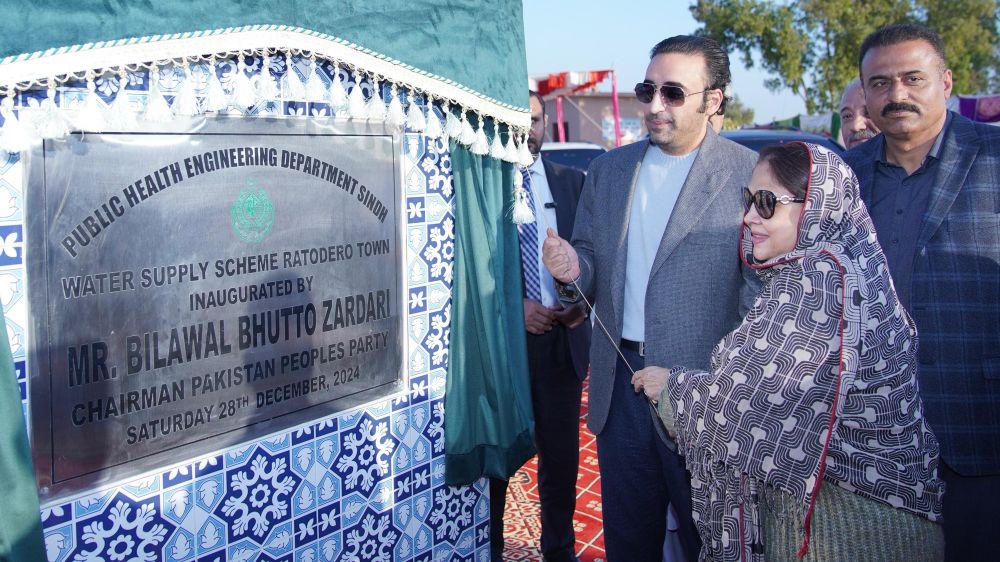 PUBLIC HEALTH ENGINEERING DEPARTMENT SINDH
WATER SUPPLY SCHEME RATODERO TOWN
INAUGURATED BY
MR. BILAWAL BHUTTO ZARDARI
CHAIRMAN PAKISTAN PEOPLES PARTY
SATURDAY 28TH DECEMBER, 2024